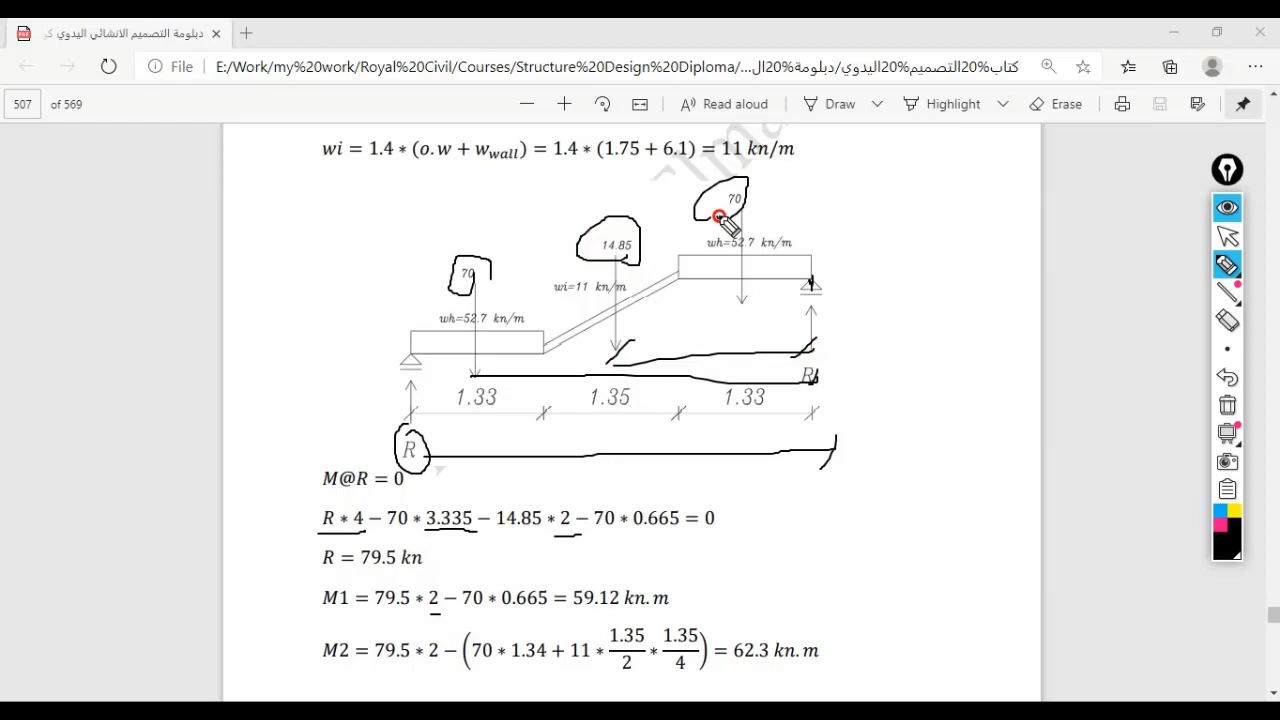 دبلومة التصميم الانشائي اليدوي ك
File
E:/Work/my%20work/Royal%20Civil/Courses/Structure%20Design%20Diploma/...كتاب%20التصميم%20اليدوي/دبلومة%20ال
507 of 569
Read aloud
Draw
Highlight
Erase
wi = 1.4 * (o.w + w_wall) = 1.4 * (1.75 + 6.1) = 11 kn/m
70
14.85
wh=52.7 kn/m
70
wi=11 kn/m
wh=52.7 kn/m
R
1.33 1.35 1.33
R
M@R = 0
R * 4 − 70 * 3.335 − 14.85 * 2 − 70 * 0.665 = 0
R = 79.5 kn
M1 = 79.5 * 2 − 70 * 0.665 = 59.12 kn.m
M2 = 79.5 * 2 − (70 * 1.34 + 11 * 1.35/2 * 1.35/4) = 62.3 kn.m